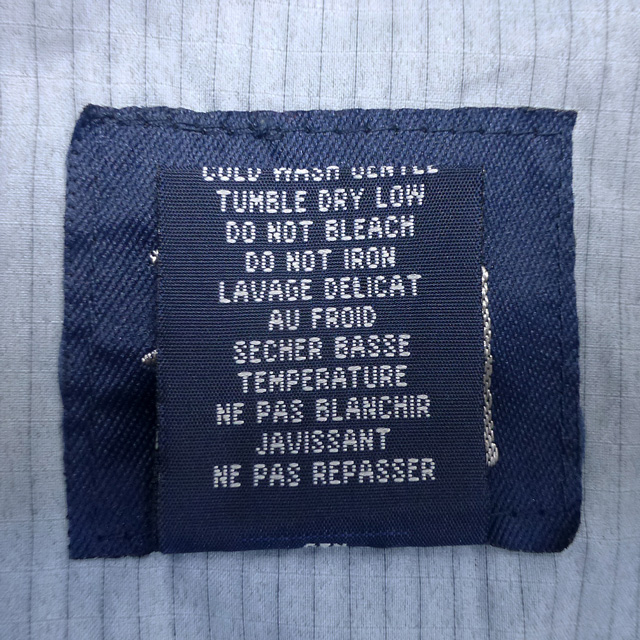 COLD WASH GENTLE
TUMBLE DRY LOW
DO NOT BLEACH
DO NOT IRON
LAVAGE DELICAT
AU FROID
SECHER BASSE
TEMPERATURE
NE PAS BLANCHIR
JAVISSANT
NE PAS REPASSER